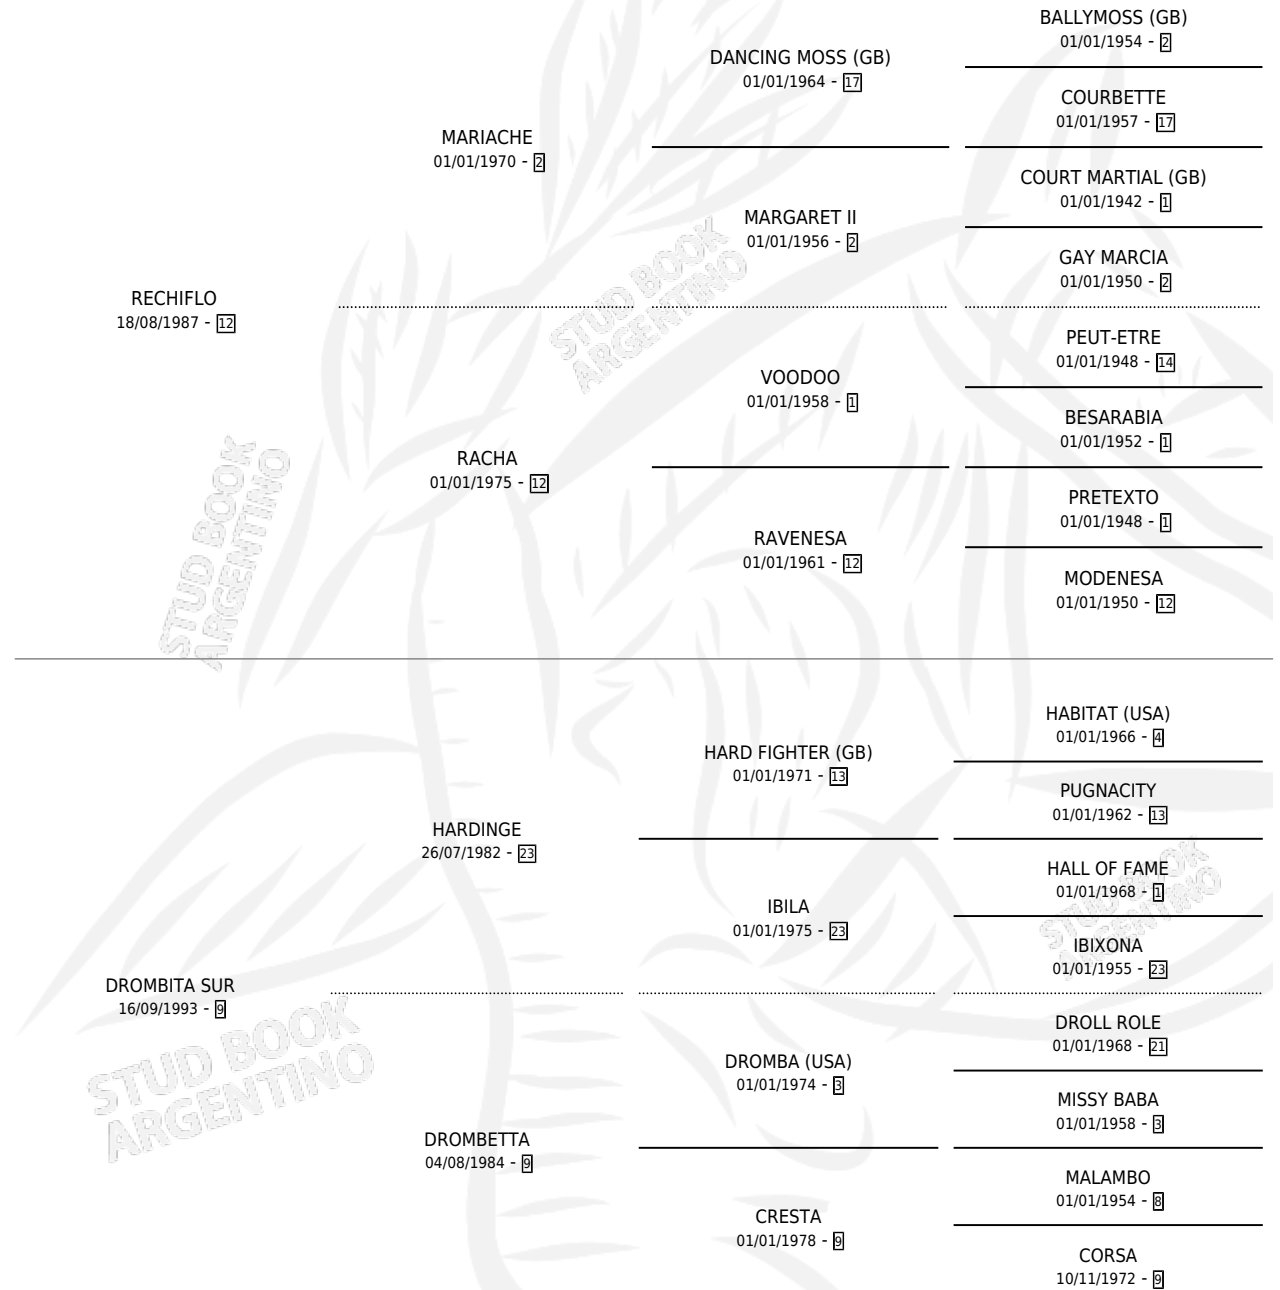 RECHIFLO
18/08/1987 - 12
MARIACHE
01/01/1970 - 2
DANCING MOSS (GB)
01/01/1964 - 17
BALLYMOSS (GB)
01/01/1954 - 2
COURBETTE
01/01/1957 - 17
MARGARET II
01/01/1956 - 2
COURT MARTIAL (GB)
01/01/1942 - 1
GAY MARCIA
01/01/1950 - 2
RACHA
01/01/1975 - 12
VOODOO
01/01/1958 - 1
PEUT-ETRE
01/01/1948 - 14
BESARABIA
01/01/1952 - 1
RAVENESA
01/01/1961 - 12
PRETEXTO
01/01/1948 - 1
MODENESA
01/01/1950 - 12
DROMBITA SUR
16/09/1993 - 9
HARDINGE
26/07/1982 - 23
HARD FIGHTER (GB)
01/01/1971 - 13
HABITAT (USA)
01/01/1966 - 4
PUGNACITY
01/01/1962 - 13
IBILA
01/01/1975 - 23
HALL OF FAME
01/01/1968 - 1
IBIXONA
01/01/1955 - 23
DROMBETTA
04/08/1984 - 9
DROMBA (USA)
01/01/1974 - 3
DROLL ROLE
01/01/1968 - 21
MISSY BABA
01/01/1958 - 3
CRESTA
01/01/1978 - 9
MALAMBO
01/01/1954 - 8
CORSA
10/11/1972 - 9
STUD BOOK
ARGENTINO
STUD BOOK
ARGENTINO
STUD BOOK
ARGENTINO
STUD BOOK
ARGENTINO